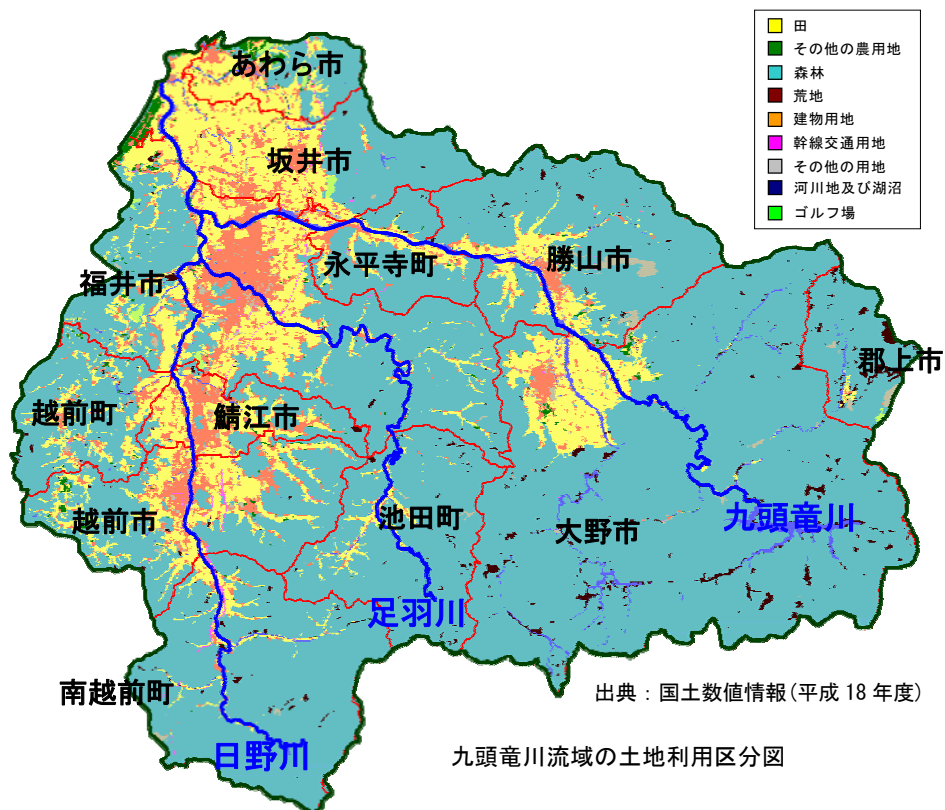 田
その他の農用地
森林
荒地
建物用地
幹線交通用地
その他の用地
河川地及び湖沼
ゴルフ場
あわら市
坂井市
永平寺町
勝山市
福井市
郡上市
越前町
鯖江市
越前市
池田町
大野市
九頭竜川
足羽川
南越前町
日野川
出典:国土数値情報(平成18年度)
九頭竜川流域の土地利用区分図